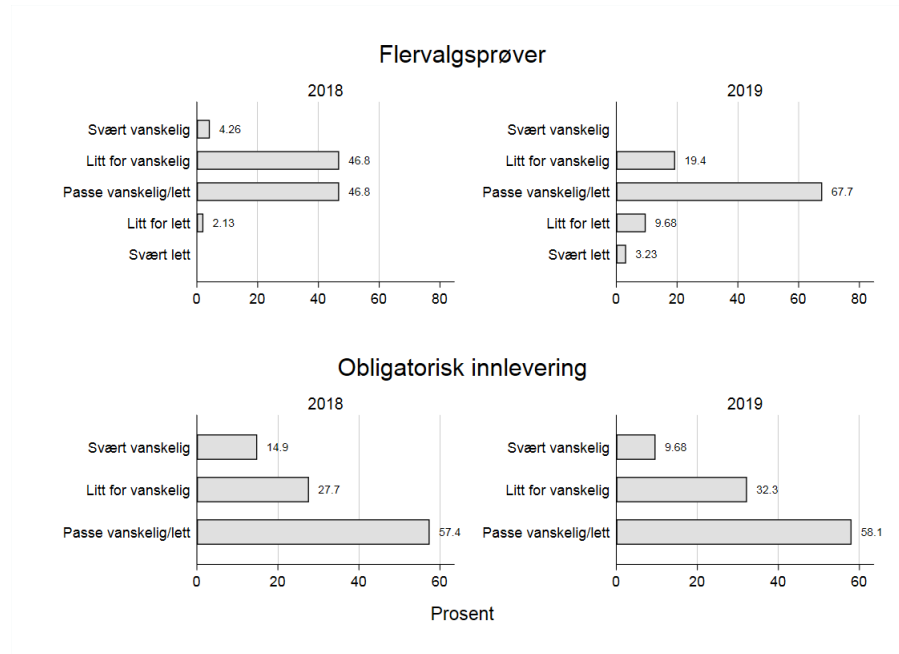 Flervalgsprøver
2018
Svært vanskelig 4.26
Litt for vanskelig 46.8
Passe vanskelig/lett 46.8
Litt for lett 2.13
Svært lett
0 20 40 60 80
2019
Svært vanskelig
Litt for vanskelig 19.4
Passe vanskelig/lett 67.7
Litt for lett 9.68
Svært lett 3.23
0 20 40 60 80
Obligatorisk innlevering
2018
Svært vanskelig 14.9
Litt for vanskelig 27.7
Passe vanskelig/lett 57.4
0 20 40 60
2019
Svært vanskelig 9.68
Litt for vanskelig 32.3
Passe vanskelig/lett 58.1
0 20 40 60
Prosent